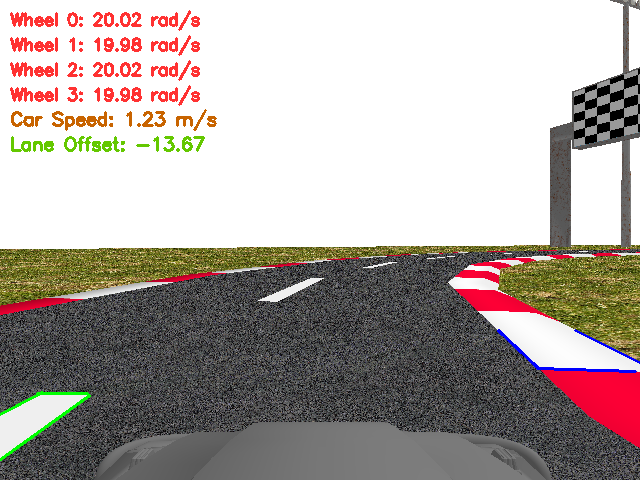 Wheel 0: 20.02 rad/s
Wheel 1: 19.98 rad/s
Wheel 2: 20.02 rad/s
Wheel 3: 19.98 rad/s
Car Speed: 1.23 m/s
Lane Offset: -13.67